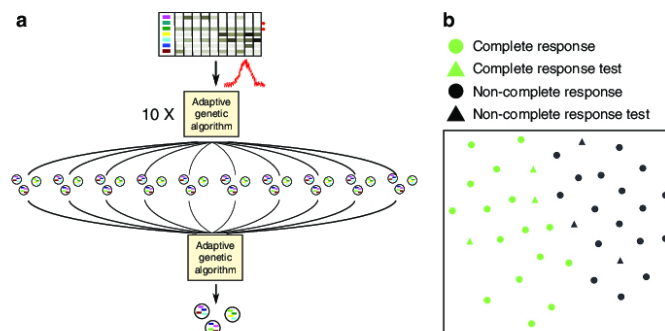 a
10 X
Adaptive
genetic
algorithm
Adaptive
genetic
algorithm
b
Complete response
Complete response test
Non-complete response
Non-complete response test